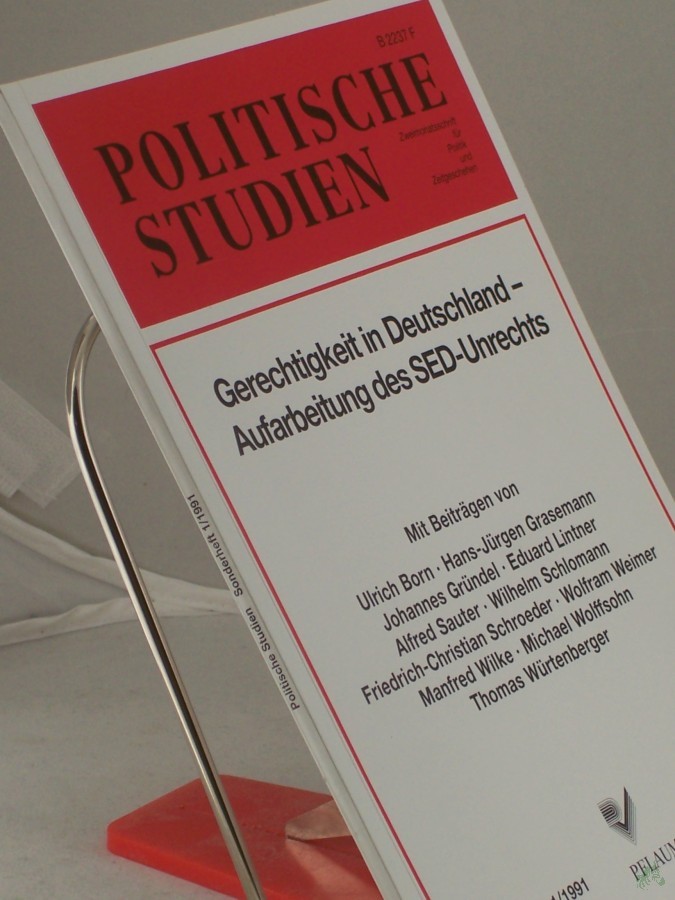 B 2237 F
POLITISCHE
STUDIEN
Zweimonatsschrift
für
Politik
und
Zeitgeschehen
Gerechtigkeit in Deutschland –
Aufarbeitung des SED-Unrechts
Mit Beiträgen von
Ulrich Born · Hans-Jürgen Grasemann
Johannes Gründel · Eduard Lintner
Alfred Sauter · Wilhelm Schlomann
Friedrich-Christian Schroeder · Wolfram Weimer
Manfred Wilke · Michael Wolffsohn
Thomas Würtenberger
1/1991
Politische Studien Sonderheft 1/1991